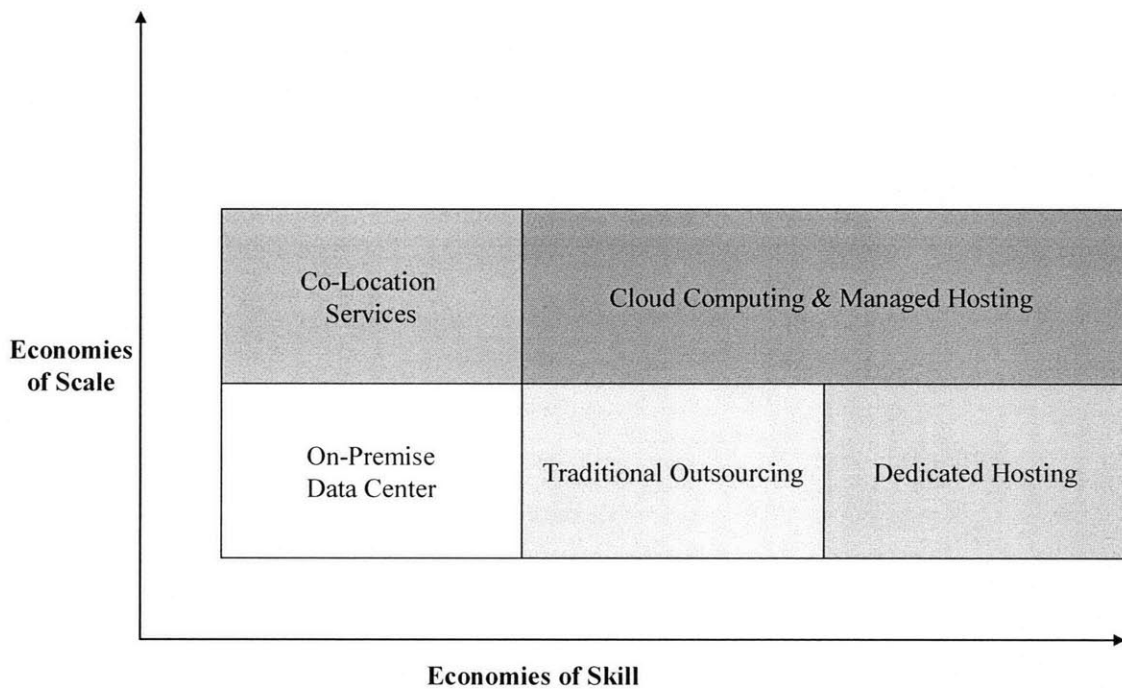 Co-Location
Services
Cloud Computing & Managed Hosting
Economies
of Scale
On-Premise
Data Center
Traditional Outsourcing
Dedicated Hosting
Economies of Skill